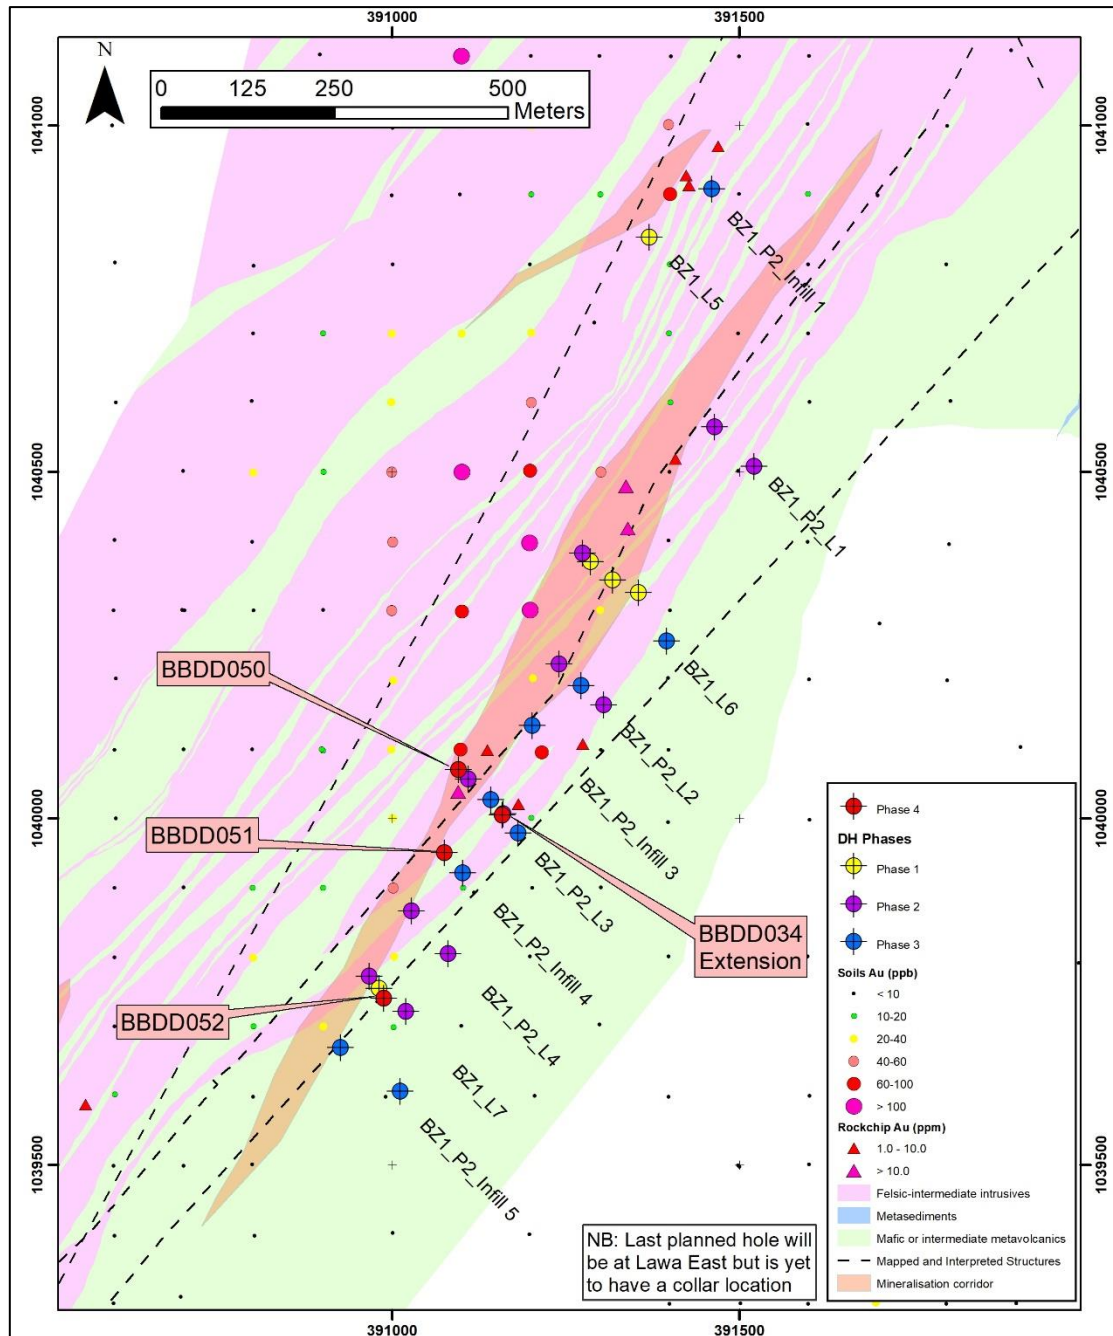 391000
391500
N
0 125 250 500
Meters
1041000
1041000
BZ1_P2_Infill 1
BZ1_L5
1040500
1040500
BZ1_P2_L1
BBDD050
BZ1_L6
BZ1_P2_L2
BZ1_P2_Infill 3
1040000
1040000
BBDD051
BZ1_P2_L3
BBDD034
Extension
BZ1_P2_Infill 4
BBDD052
BZ1_P2_L4
BZ1_L7
BZ1_P2_Infill 5
1039500
1039500
Phase 4
DH Phases
Phase 1
Phase 2
Phase 3
Soils Au (ppb)
< 10
10-20
20-40
40-60
60-100
> 100
Rockchip Au (ppm)
1.0 - 10.0
> 10.0
Felsic-intermediate intrusives
Metasediments
Mafic or intermediate metavolcanics
Mapped and Interpreted Structures
Mineralisation corridor
NB: Last planned hole will
be at Lawa East but is yet
to have a collar location
391000
391500